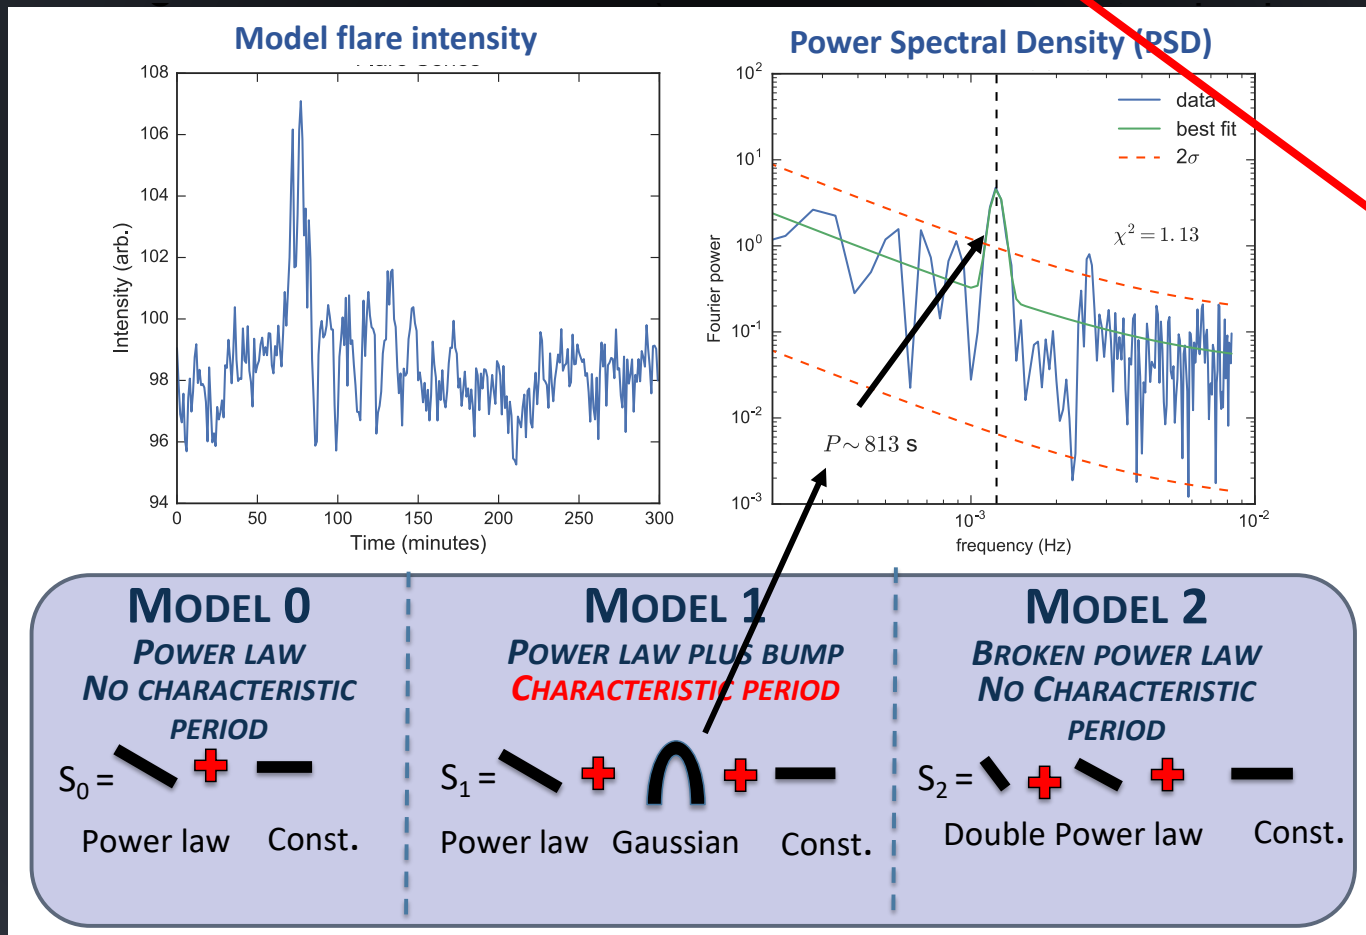 Model flare intensity
Power Spectral Density (PSD)
108
106
104
102
100
98
96
94
Intensity (arb.)
0 50 100 150 200 250 300
Time (minutes)
10^2
10^1
10^0
10^-1
10^-2
10^-3
Fourier power
data
best fit
2σ
χ^2 = 1.13
P ~ 813 s
10^-3 10^-2
frequency (Hz)
MODEL 0
POWER LAW
NO CHARACTERISTIC
PERIOD
S_0 =
Power law Const.
MODEL 1
POWER LAW PLUS BUMP
CHARACTERISTIC PERIOD
S_1 =
Power law Gaussian Const.
MODEL 2
BROKEN POWER LAW
NO CHARACTERISTIC
PERIOD
S_2 =
Double Power law Const.